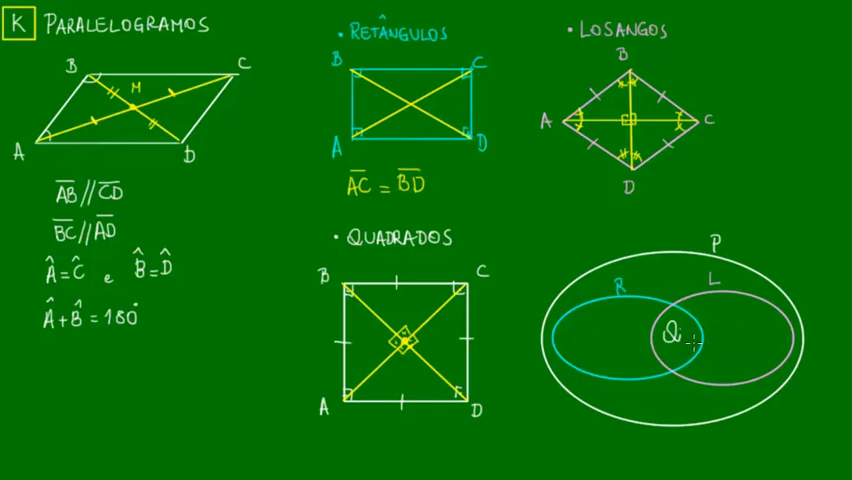 K PARALELOGRAMOS
B C
M
A D
AB // CD
BC // AD
Â = Ĉ e B̂ = D̂
Â + B̂ = 180°
• RETÂNGULOS
B C
A D
AC = BD
• LOSANGOS
B
A C
D
• QUADRADOS
B C
A D
P
R L
Q